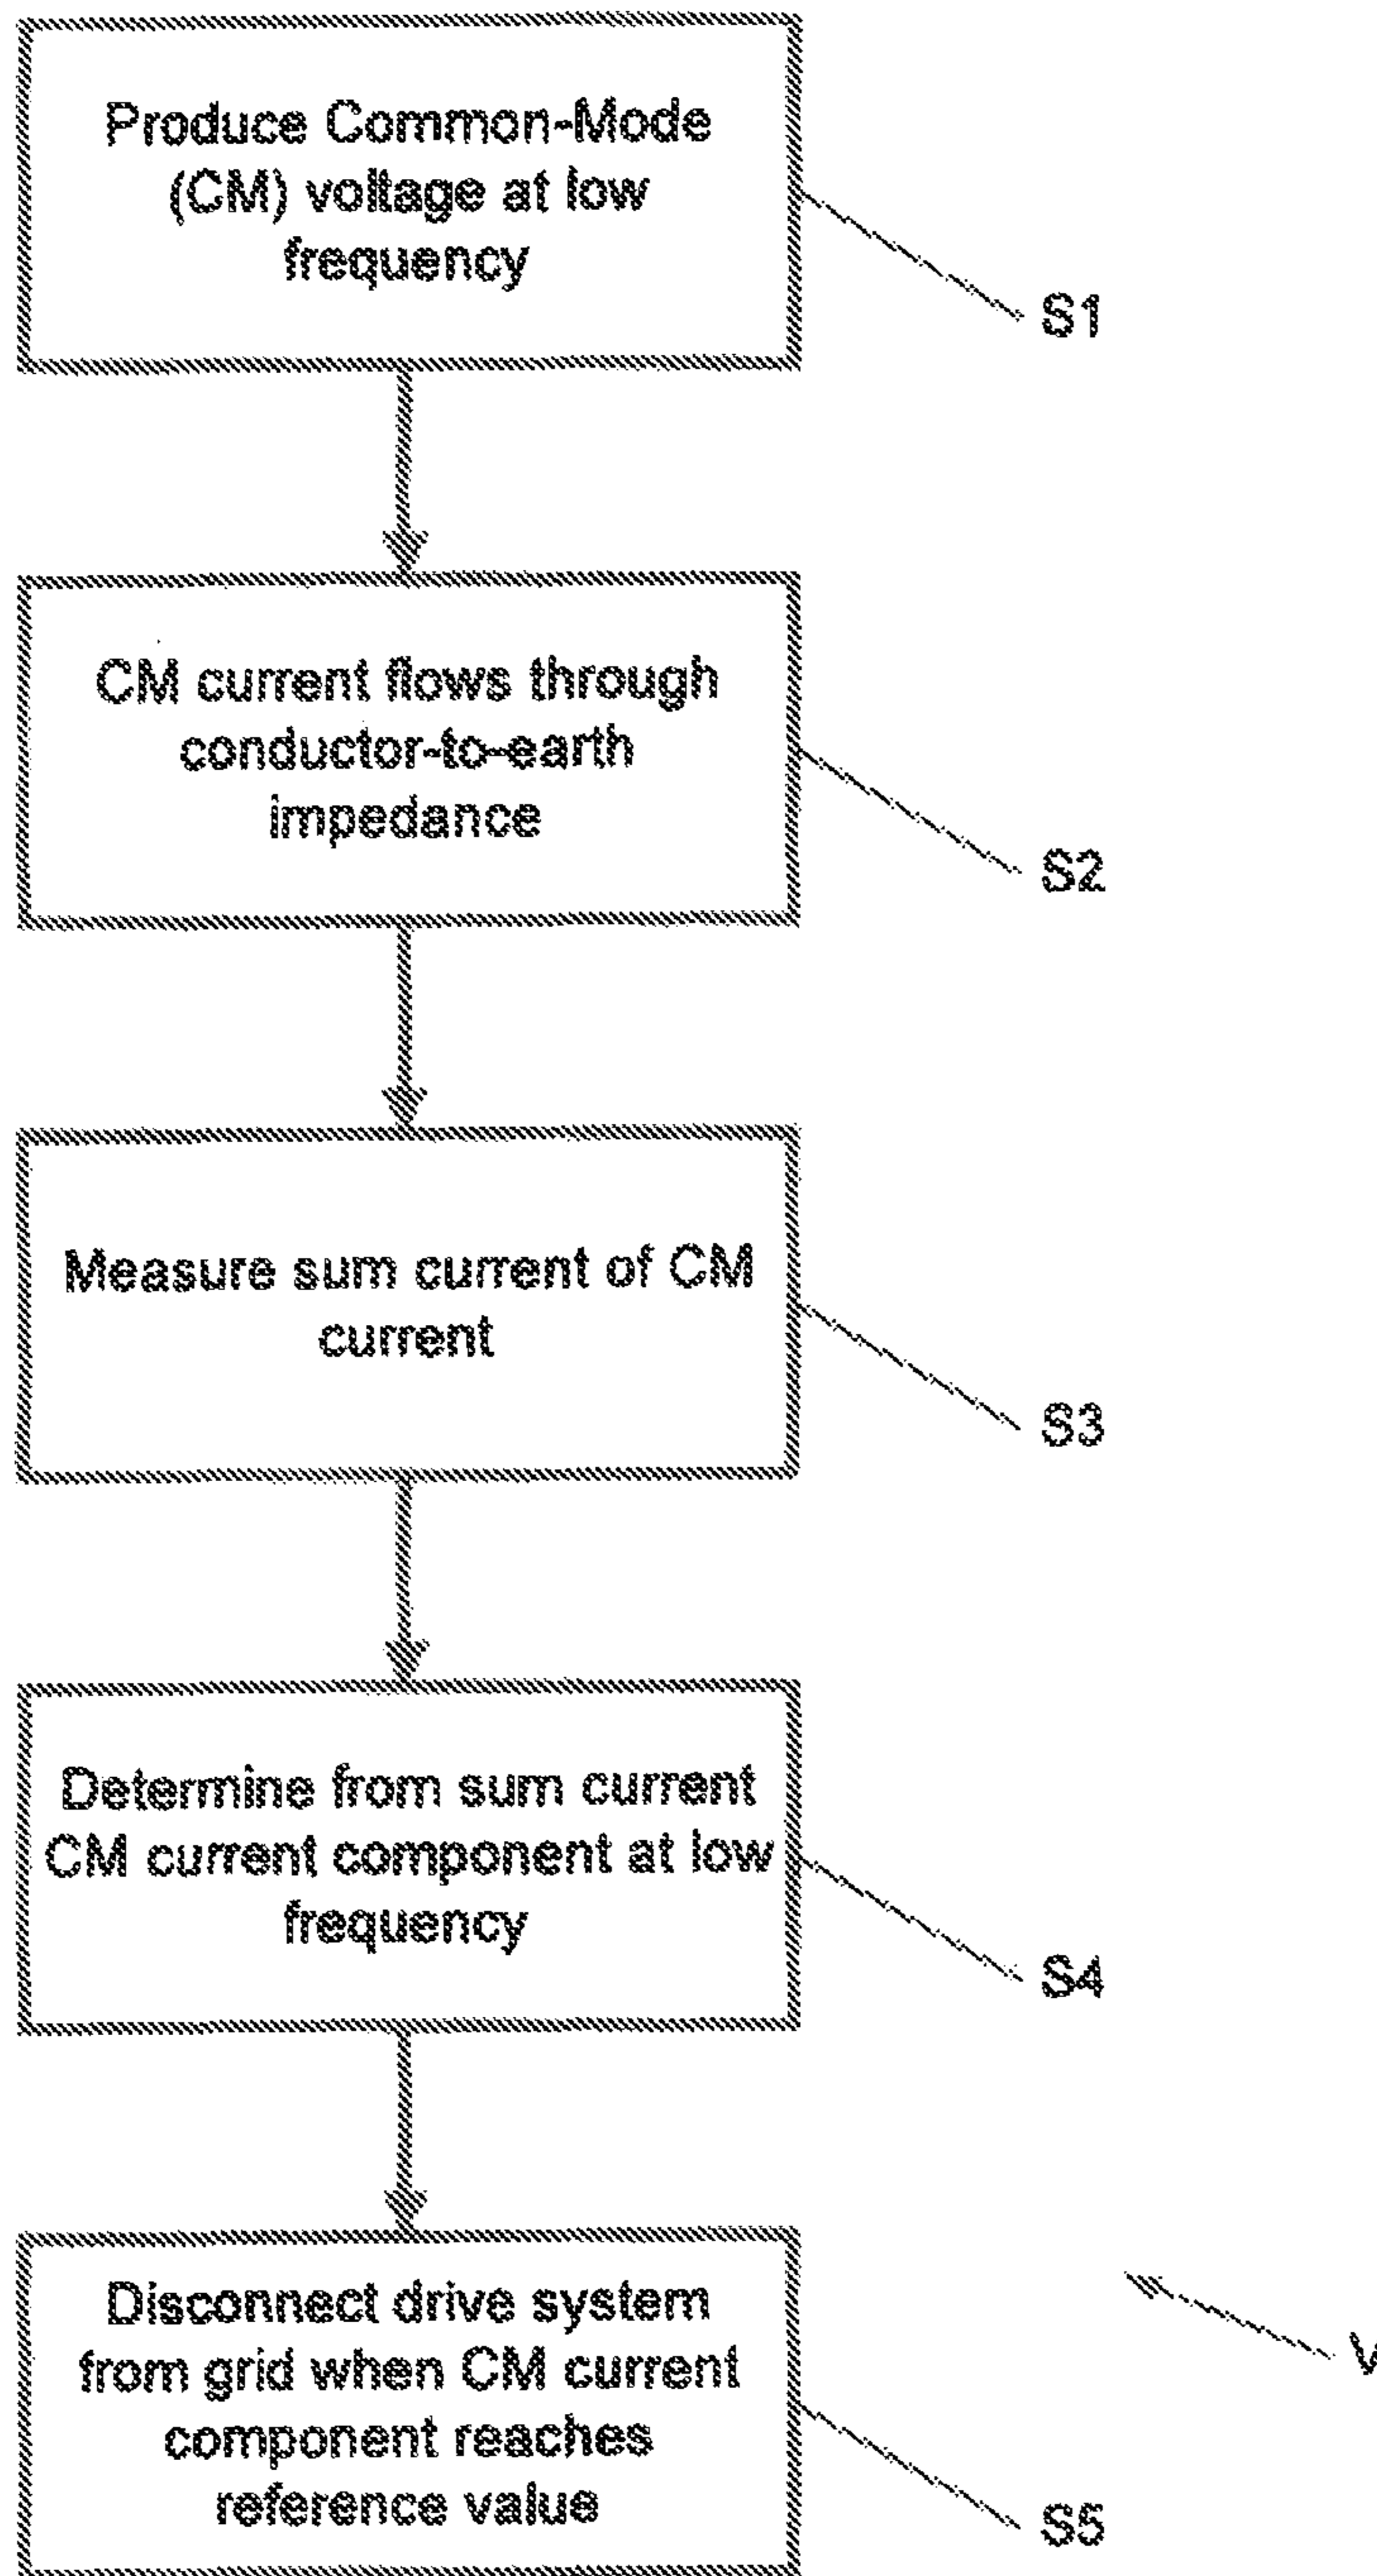 Produce Common-Mode
(CM) voltage at low
frequency
S1
CM current flows through
conductor-to-earth
impedance
S2
Measure sum current of CM
current
S3
Determine from sum current
CM current component at low
frequency
S4
Disconnect drive system
from grid when CM current
component reaches
reference value
S5
V